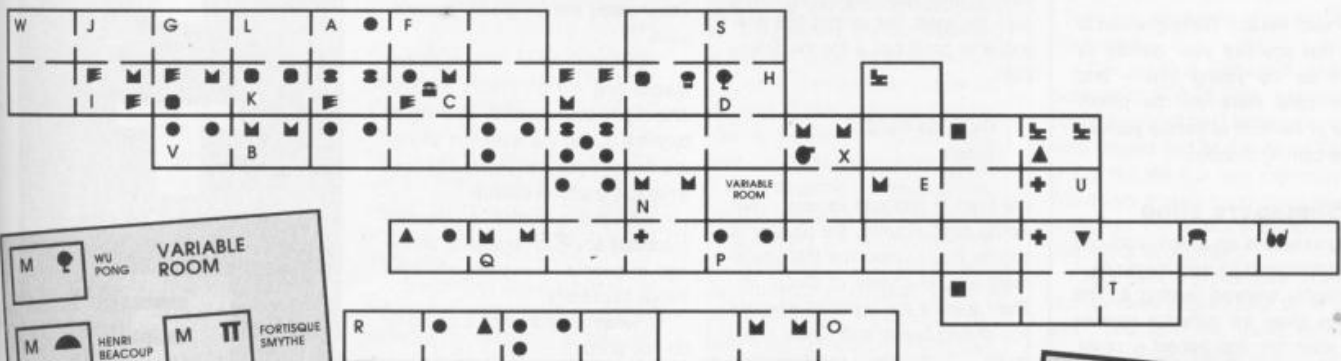 W J G L A F S
I K C D H
V B X
N VARIABLE ROOM E U
Q P
T
M WU PONG VARIABLE ROOM
M HENRI BEACOUP
M FORTISQUE SMYTHE
R O